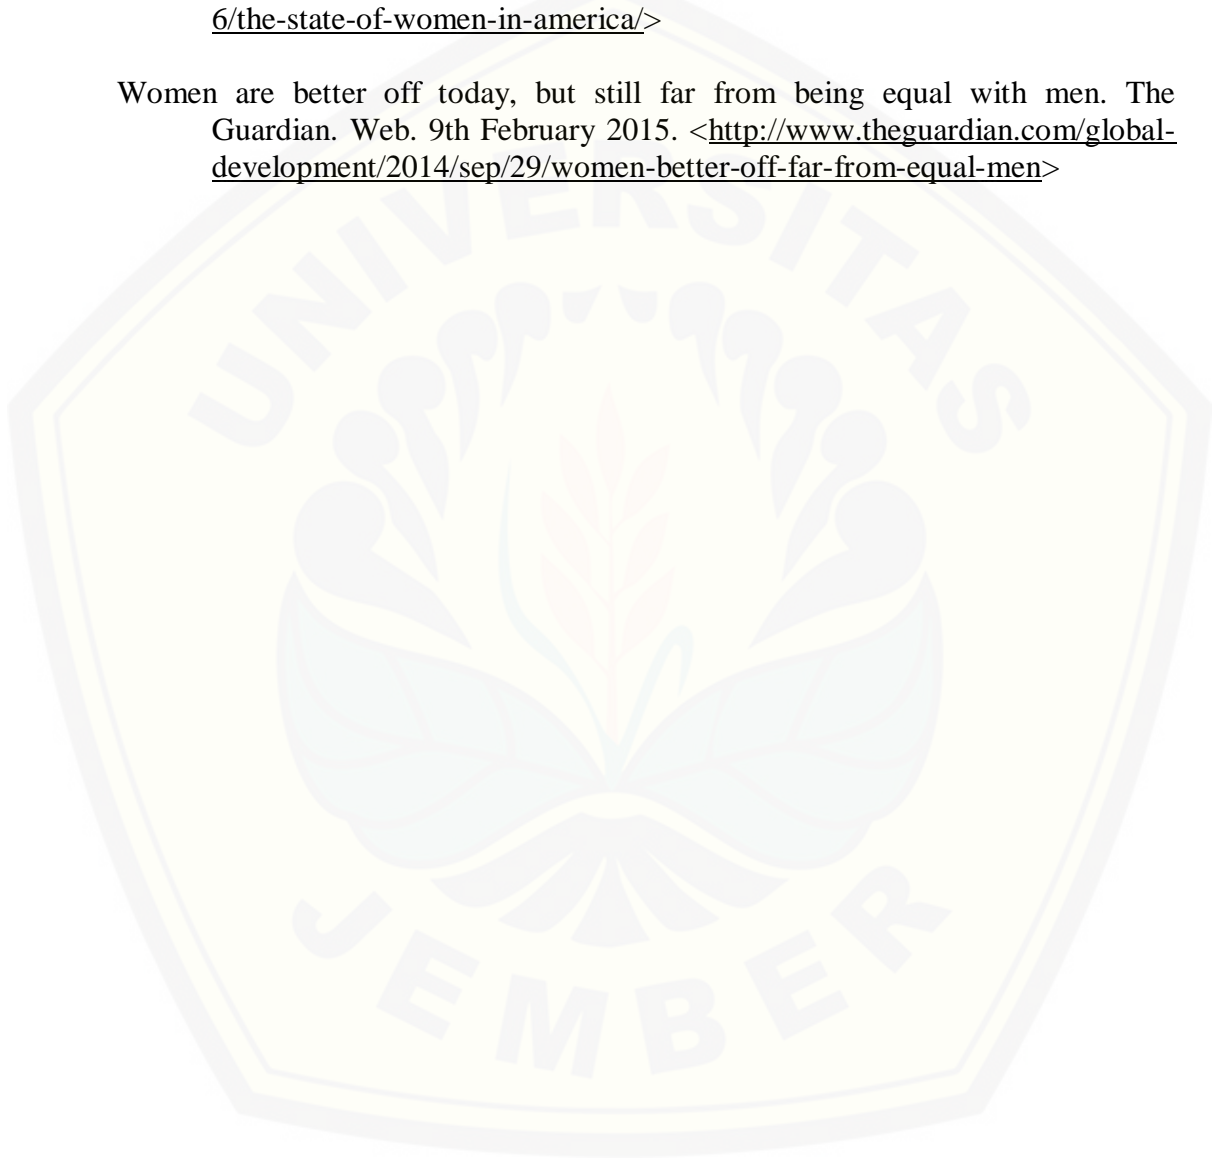 6/the-state-of-women-in-america/>
Women are better off today, but still far from being equal with men. The
Guardian. Web. 9th February 2015. <http://www.theguardian.com/global-
development/2014/sep/29/women-better-off-far-from-equal-men>
UNIVERSITAS
JEMBER